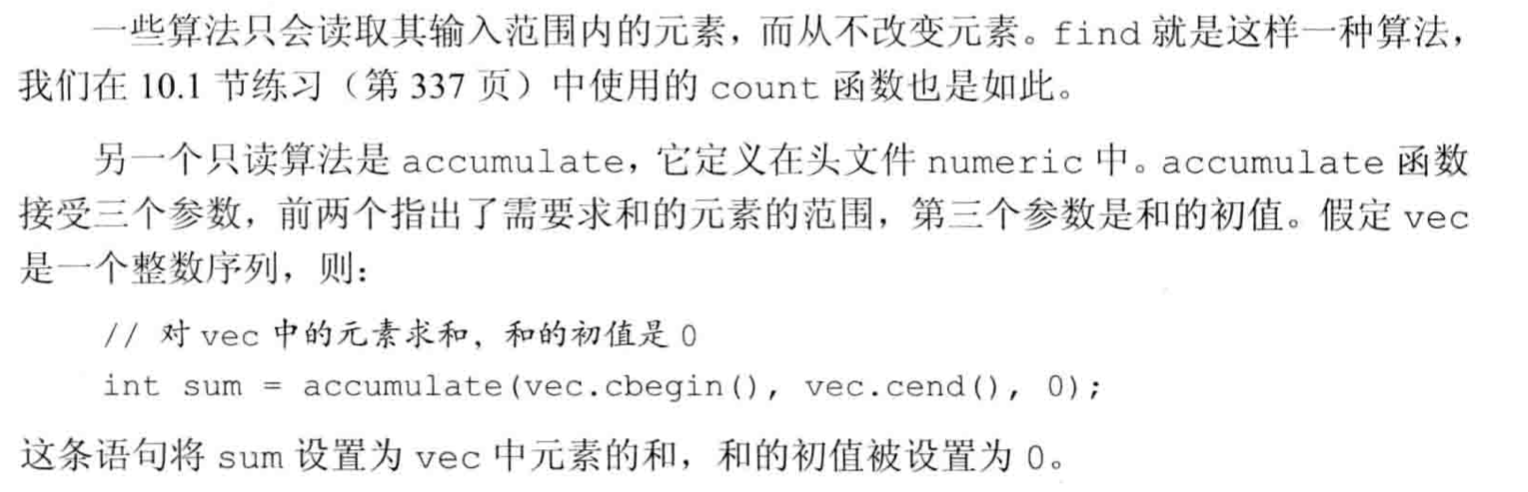 一些算法只会读取其输入范围内的元素，而从不改变元素。find 就是这样一种算法，
我们在 10.1 节练习（第 337 页）中使用的 count 函数也是如此。
另一个只读算法是 accumulate，它定义在头文件 numeric 中。accumulate 函数
接受三个参数，前两个指出了需要求和的元素的范围，第三个参数是和的初值。假定 vec
是一个整数序列，则：
// 对 vec 中的元素求和，和的初值是 0
int sum = accumulate(vec.cbegin(), vec.cend(), 0);
这条语句将 sum 设置为 vec 中元素的和，和的初值被设置为 0。